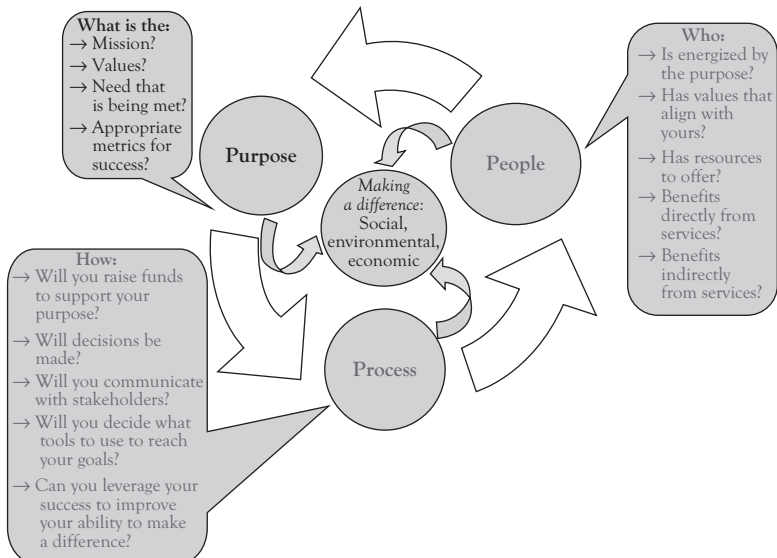 What is the:
→ Mission?
→ Values?
→ Need that
is being met?
→ Appropriate
metrics for
success?
Purpose
People
Who:
→ Is energized by
the purpose?
→ Has values that
align with
yours?
→ Has resources
to offer?
→ Benefits
directly from
services?
→ Benefits
indirectly
from services?
Making
a difference:
Social,
environmental,
economic
How:
→ Will you raise funds
to support your
purpose?
→ Will decisions be
made?
→ Will you communicate
with stakeholders?
→ Will you decide what
tools to use to reach
your goals?
→ Can you leverage your
success to improve
your ability to make
a difference?
Process